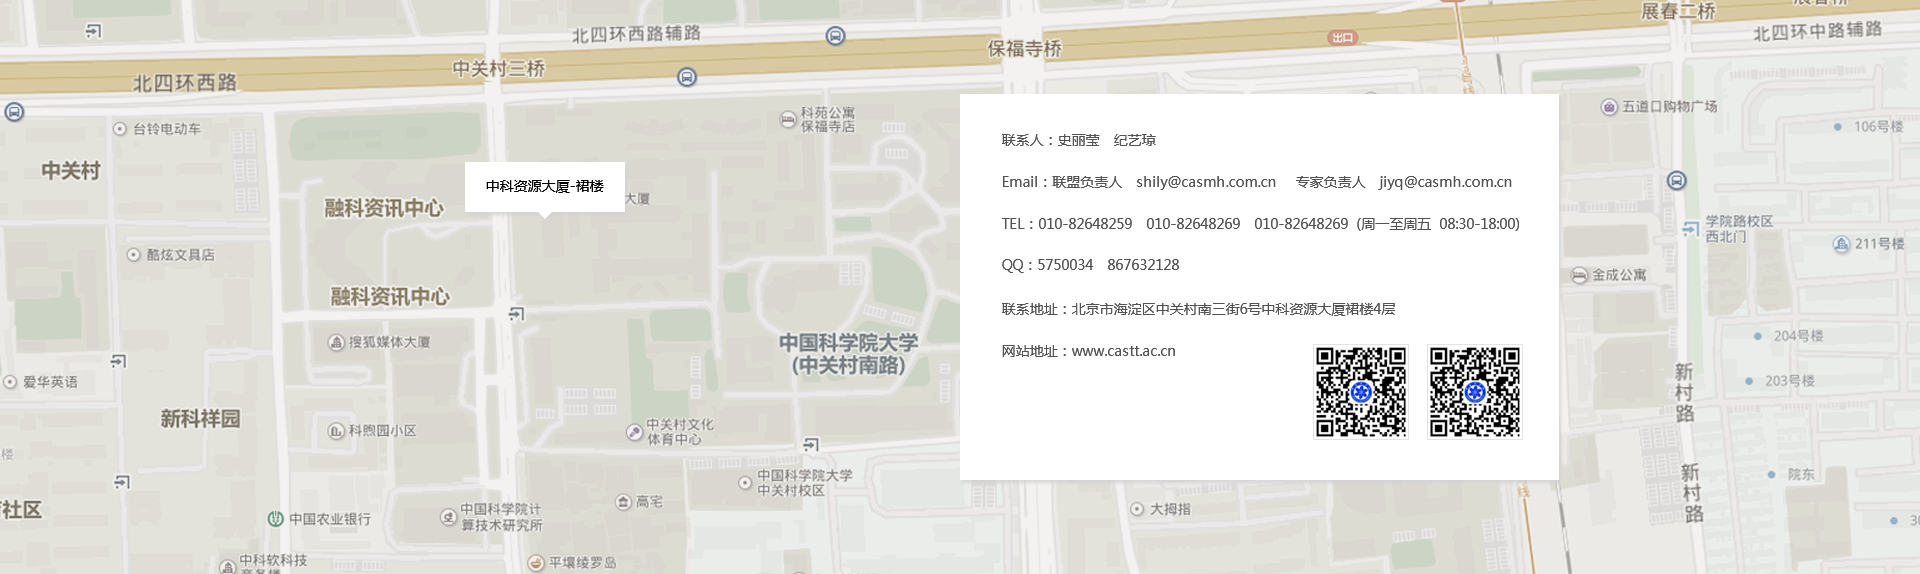 展春二桥
北四环西路辅路
出口
北四环中路辅路
保福寺桥
中关村三桥
北四环西路
五道口购物广场
科苑公寓
保福寺店
台铃电动车
106号楼
中关村
联系人：史丽莹 纪艺琼
中科资源大厦-裙楼
Email：联盟负责人 shily@casmh.com.cn 专家负责人 jiyq@casmh.com.cn
大厦
融科资讯中心
TEL：010-82648259 010-82648269 010-82648269 (周一至周五 08:30-18:00)
学院路校区
西北门
211号楼
酷炫文具店
QQ：5750034 867632128
金成公寓
融科资讯中心
联系地址：北京市海淀区中关村南三街6号中科资源大厦裙楼4层
搜狐媒体大厦
中国科学院大学
(中关村南路)
204号楼
网站地址：www.castt.ac.cn
爱华英语
新村路
203号楼
新科祥园
科煦园小区
中关村文化
体育中心
楼
中国科学院大学
中关村校区
新村路
院东
社区
中国农业银行
中国科学院计
算技术研究所
高宅
大拇指
线
30
中科软科技
平壤绫罗岛